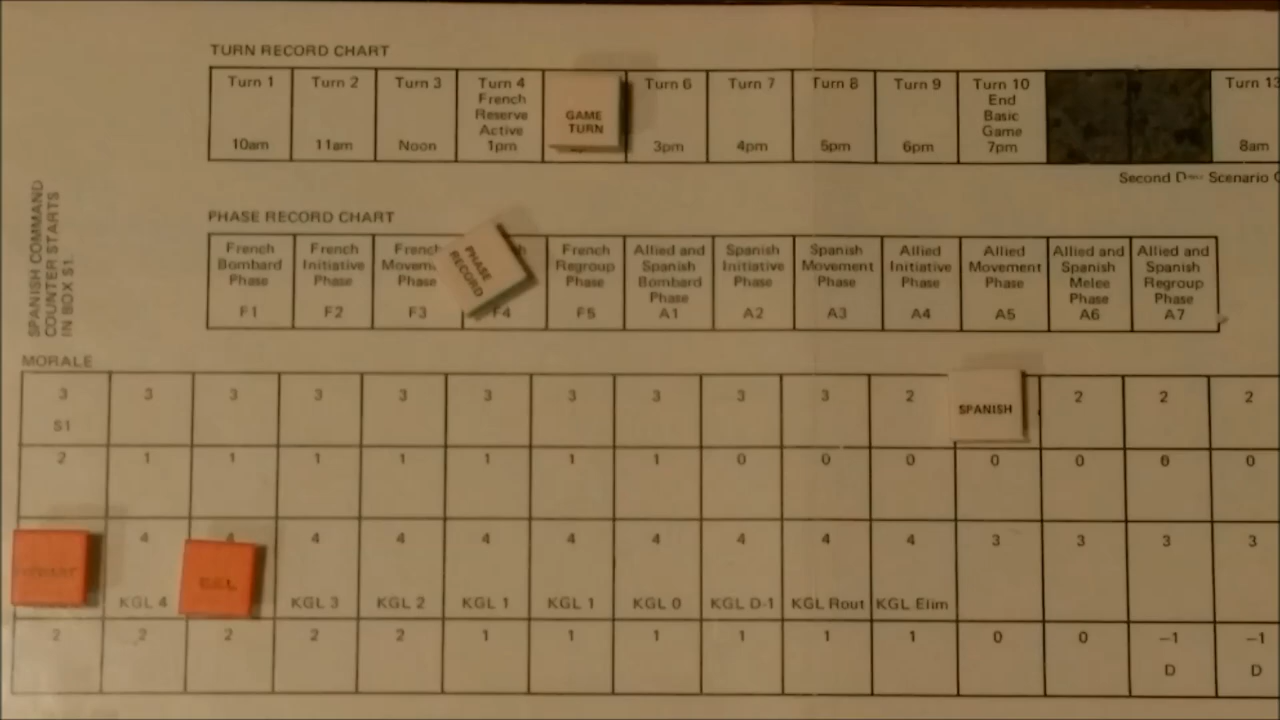 TURN RECORD CHART
Turn 1 Turn 2 Turn 3 Turn 4 Turn 6 Turn 7 Turn 8 Turn 9 Turn 10 Turn 13
French End
Reserve GAME Basic
Active TURN Game
10am 11am Noon 1pm 3pm 4pm 5pm 6pm 7pm 8am
Second Scenario
SPANISH COMMAND
COUNTER STARTS
IN BOX S1.
PHASE RECORD CHART
French French French French Allied and Spanish Spanish Allied Allied Allied and Allied and
Bombard Initiative Regroup Spanish Initiative Movement Initiative Movement Spanish Spanish
Phase Phase Phase Phase Bombard Phase Phase Phase Phase Melee Regroup
Phase Phase Phase
F1 F2 F3 F4 F5 A1 A2 A3 A4 A5 A6 A7
PHASE
RECORD
MORALE
3 3 3 3 3 3 3 3 3 3 2 2 2 2
S1 SPANISH
2 1 1 1 1 1 1 1 0 0 0 0 0 0 0
4 4 4 4 4 4 4 4 4 4 3 3 3 3
KGL 4 KGL 3 KGL 2 KGL 1 KGL 1 KGL 0 KGL D-1 KGL Rout KGL Elim
2 2 2 2 2 1 1 1 1 1 1 0 0 -1 -1
D D